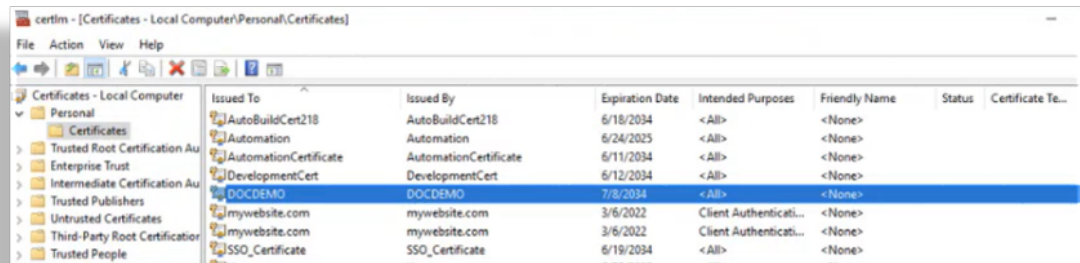 certlm - [Certificates - Local Computer\Personal\Certificates]
File Action View Help
Certificates - Local Computer
Personal
Certificates
Trusted Root Certification Au
Enterprise Trust
Intermediate Certification Au
Trusted Publishers
Untrusted Certificates
Third-Party Root Certification
Trusted People
Issued To Issued By Expiration Date Intended Purposes Friendly Name Status Certificate Te...
AutoBuildCert218 AutoBuildCert218 6/18/2034 <All> <None>
Automation Automation 6/24/2025 <All> <None>
AutomationCertificate AutomationCertificate 6/11/2034 <All> <None>
DevelopmentCert DevelopmentCert 6/12/2034 <All> <None>
DOCDEMO DOCDEMO 7/8/2034 <All> <None>
mywebsite.com mywebsite.com 3/6/2022 Client Authenticati... <None>
mywebsite.com mywebsite.com 3/6/2022 Client Authenticati... <None>
SSO_Certificate SSO_Certificate 6/19/2034 <All> <None>